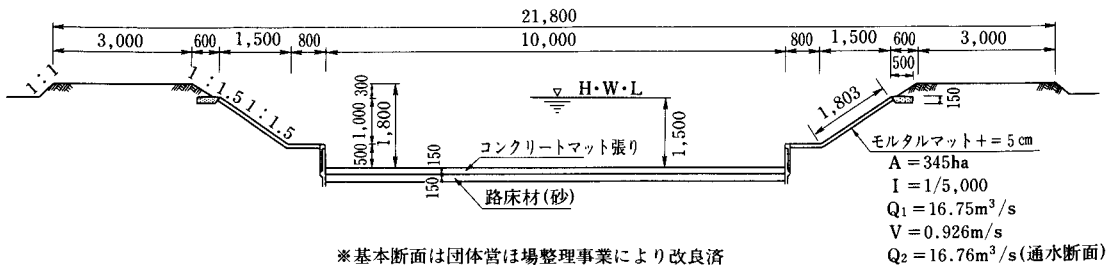 21,800
3,000 600 1,500 800 10,000 800 1,500 600 3,000
500
1:1
1:1.5
1:1.5
300
1,000
500
1,800
H・W・L
1,500
1,803
150
コンクリートマット張り
150
150
路床材(砂)
モルタルマット+=5cm
A=345ha
I=1/5,000
Q₁=16.75m³/s
V=0.926m/s
Q₂=16.76m³/s(通水断面)
※基本断面は団体営ほ場整理事業により改良済